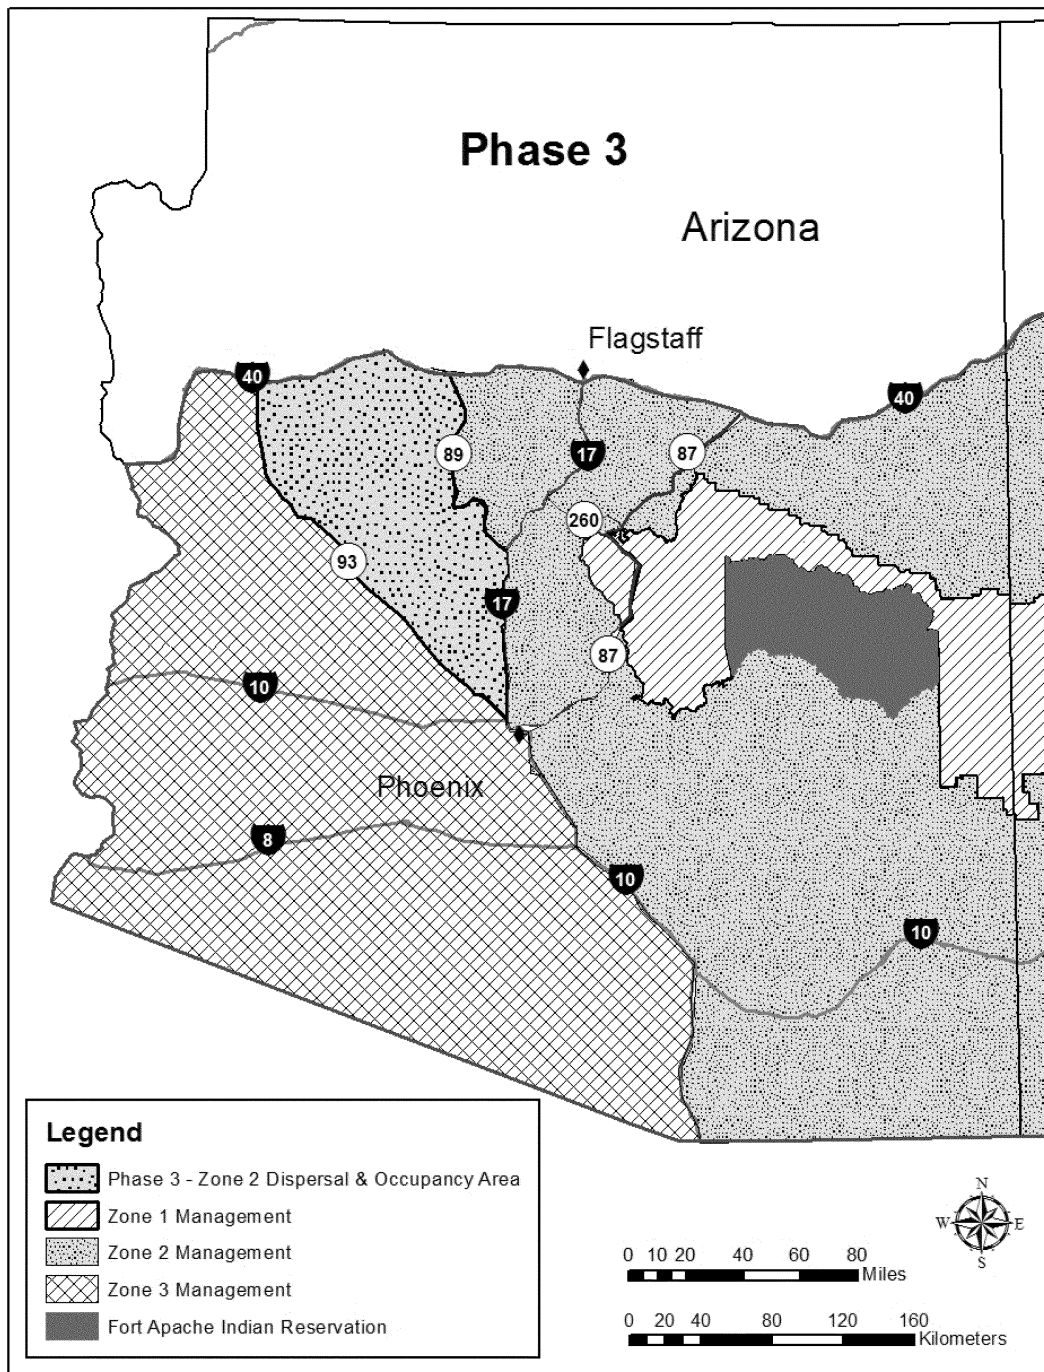 Phase 3
Arizona
Flagstaff
40
40
89
17
87
260
93
17
87
10
Phoenix
8
10
10
Legend
Phase 3 - Zone 2 Dispersal & Occupancy Area
Zone 1 Management
Zone 2 Management
Zone 3 Management
Fort Apache Indian Reservation
N
W E
S
0 10 20 40 60 80
Miles
0 20 40 80 120 160
Kilometers